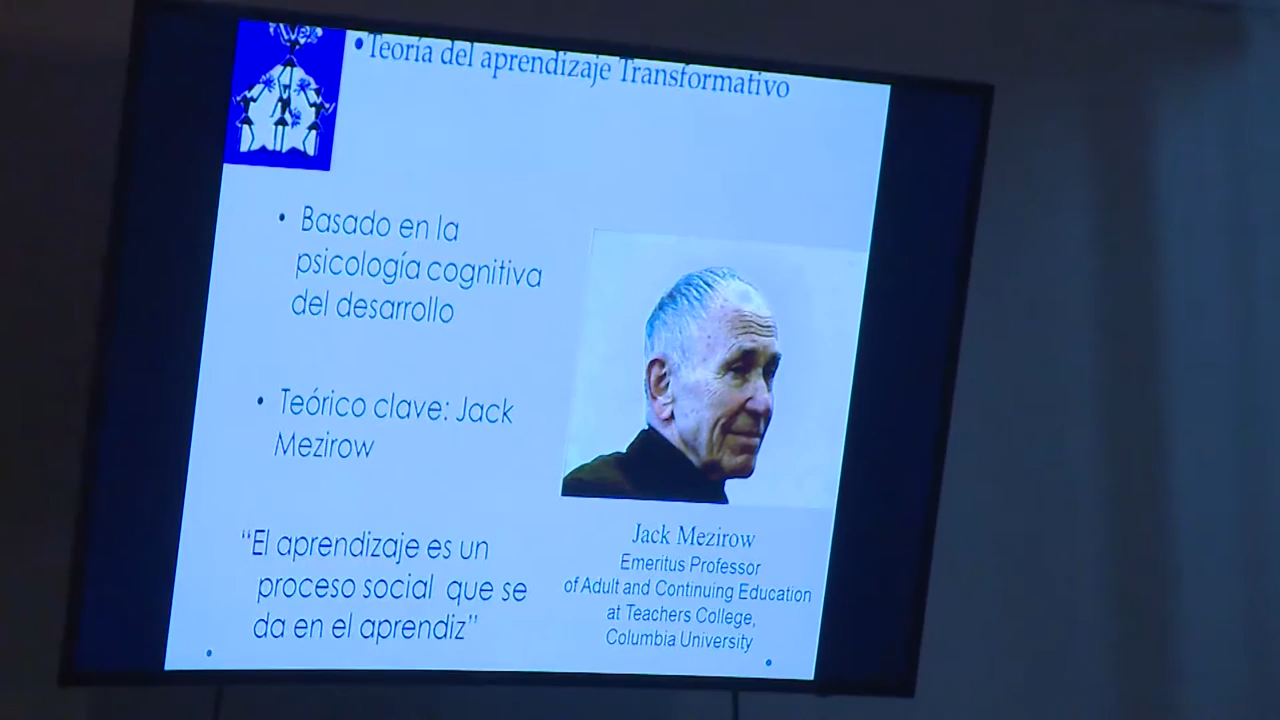 •Teoría del aprendizaje Transformativo
• Basado en la
psicología cognitiva
del desarrollo
• Teórico clave: Jack
Mezirow
“El aprendizaje es un
proceso social que se
da en el aprendiz”
Jack Mezirow
Emeritus Professor
of Adult and Continuing Education
at Teachers College,
Columbia University